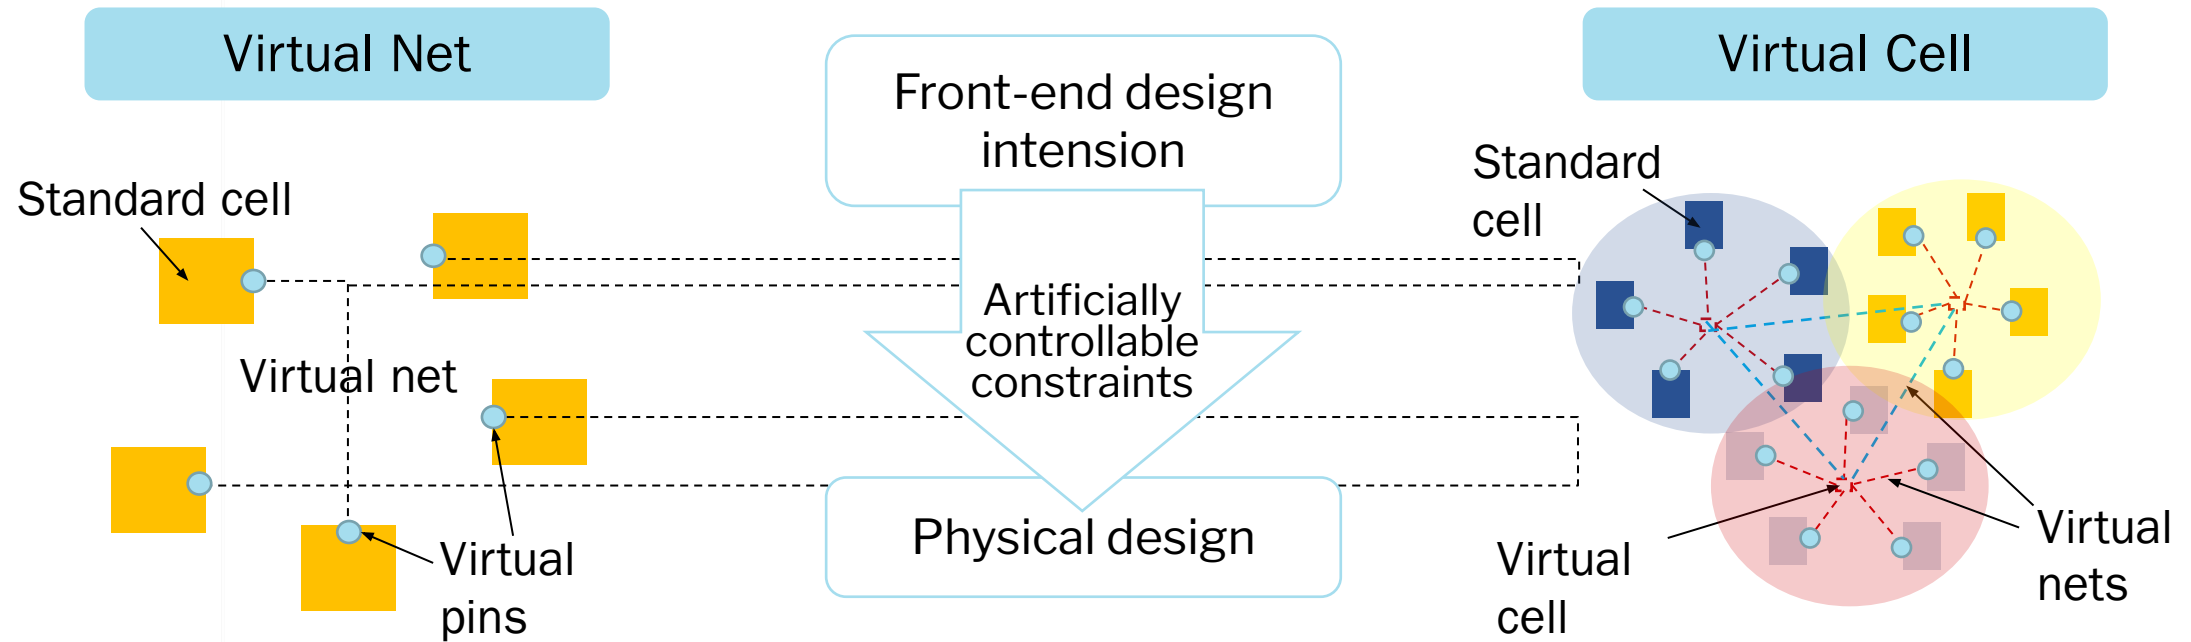 Virtual Net
Standard cell
Virtual net
Virtual
pins
Front-end design
intension
Artificially
controllable
constraints
Physical design
Virtual Cell
Standard
cell
Virtual
cell
Virtual
nets